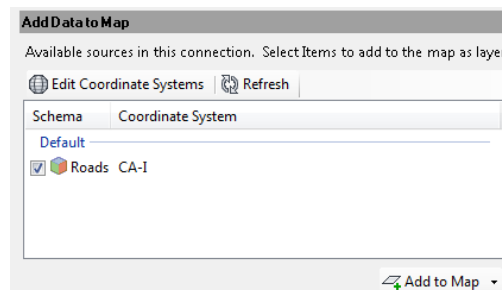 Add Data to Map
Available sources in this connection. Select Items to add to the map as laye
Edit Coordinate Systems Refresh
Schema Coordinate System
Default
Roads CA-I
Add to Map